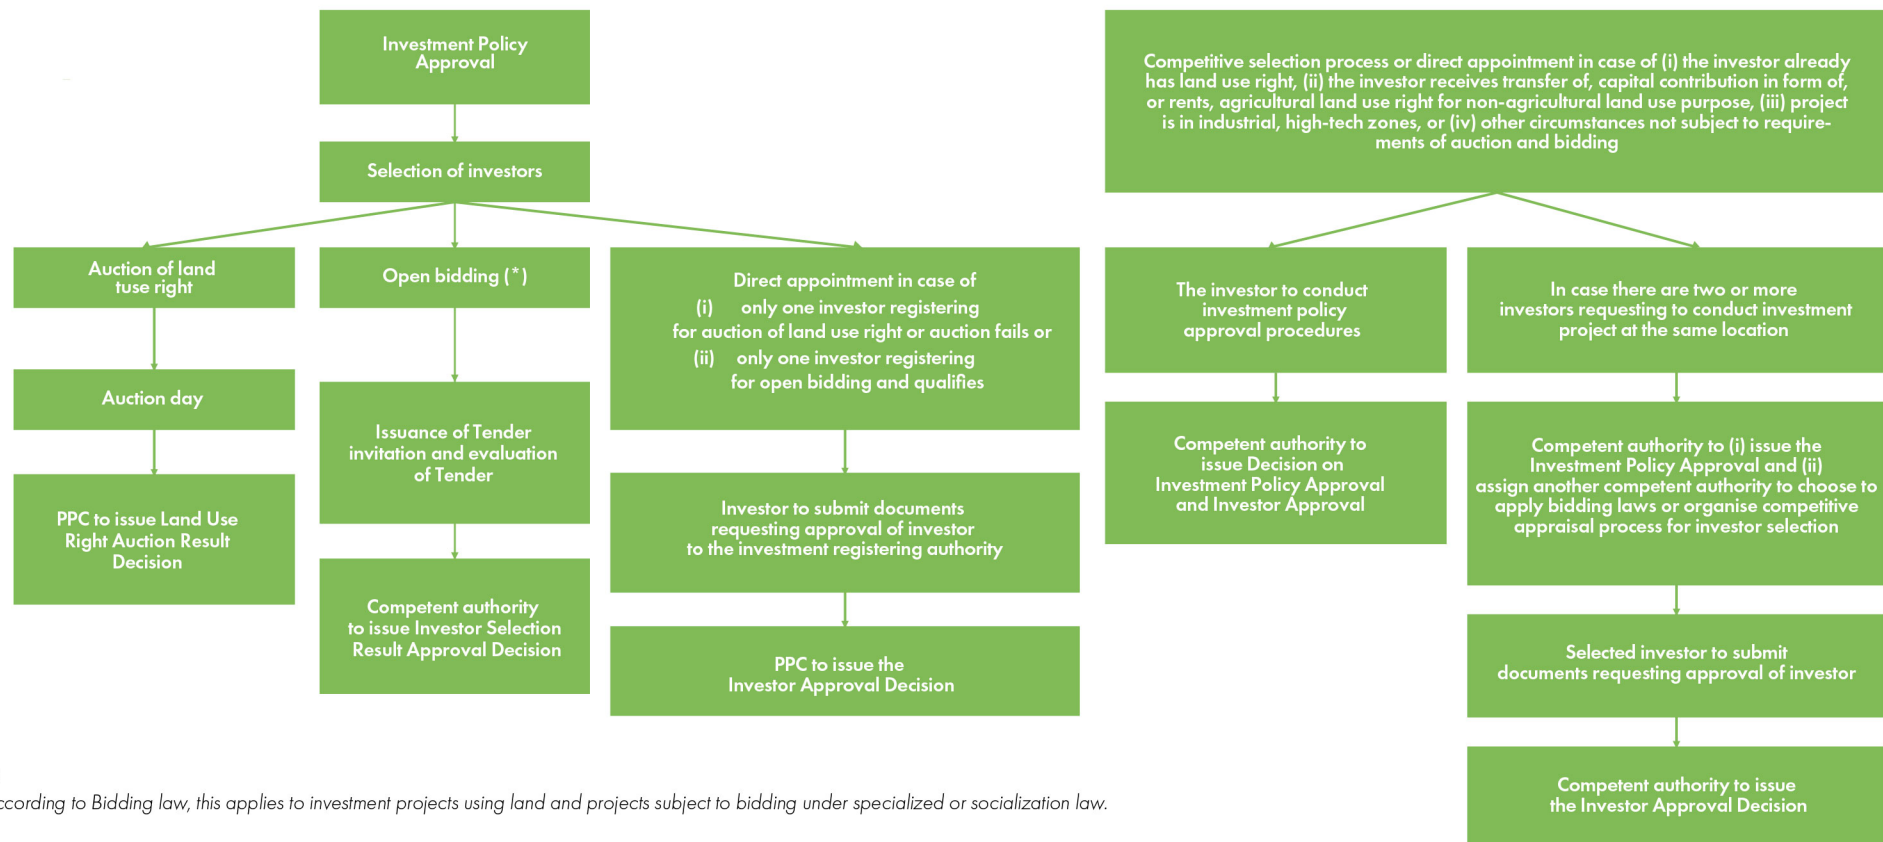 Investment Policy
Approval
Selection of investors
Auction of land
tuse right
Auction day
PPC to issue Land Use
Right Auction Result
Decision
Open bidding (*)
Issuance of Tender
invitation and evaluation
of Tender
Competent authority
to issue Investor Selection
Result Approval Decision
Direct appointment in case of
(i) only one investor registering
for auction of land use right or auction fails or
(ii) only one investor registering
for open bidding and qualifies
Investor to submit documents
requesting approval of investor
to the investment registering authority
PPC to issue the
Investor Approval Decision
Competitive selection process or direct appointment in case of (i) the investor already
has land use right, (ii) the investor receives transfer of, capital contribution in form of,
or rents, agricultural land use right for non-agricultural land use purpose, (iii) project
is in industrial, high-tech zones, or (iv) other circumstances not subject to require-
ments of auction and bidding
The investor to conduct
investment policy
approval procedures
Competent authority to
issue Decision on
Investment Policy Approval
and Investor Approval
In case there are two or more
investors requesting to conduct investment
project at the same location
Competent authority to (i) issue the
Investment Policy Approval and (ii)
assign another competent authority to choose to
apply bidding laws or organise competitive
appraisal process for investor selection
Selected investor to submit
documents requesting approval of investor
Competent authority to issue
the Investor Approval Decision
ccording to Bidding law, this applies to investment projects using land and projects subject to bidding under specialized or socialization law.